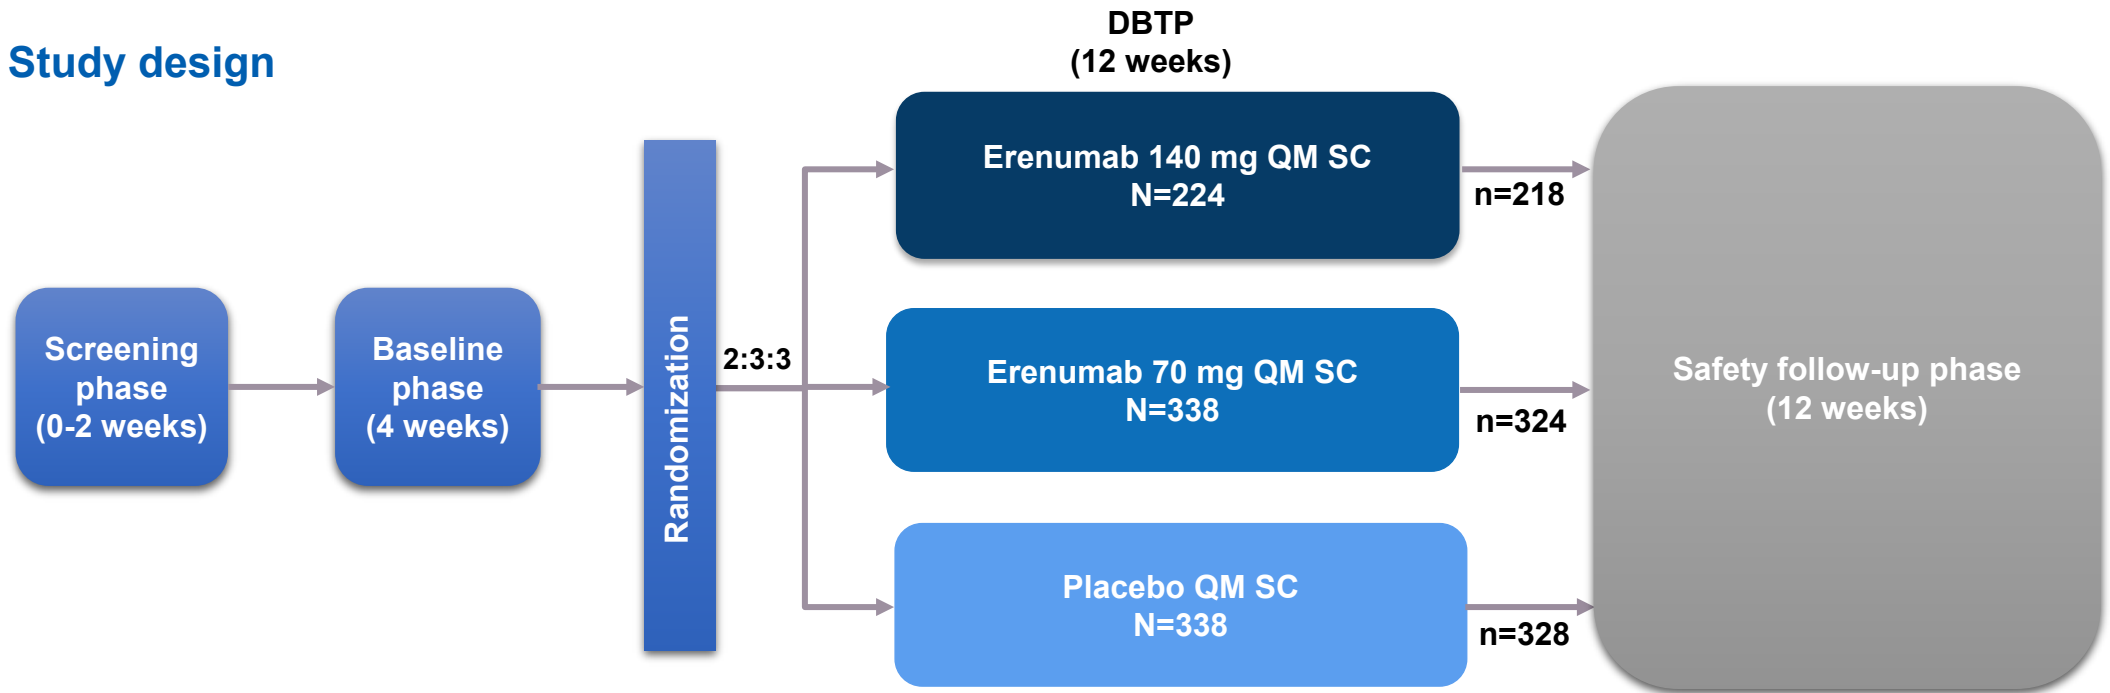 Study design
DBTP
(12 weeks)
Screening
phase
(0-2 weeks)
Baseline
phase
(4 weeks)
Randomization
2:3:3
Erenumab 140 mg QM SC
N=224
n=218
Erenumab 70 mg QM SC
N=338
n=324
Placebo QM SC
N=338
n=328
Safety follow-up phase
(12 weeks)